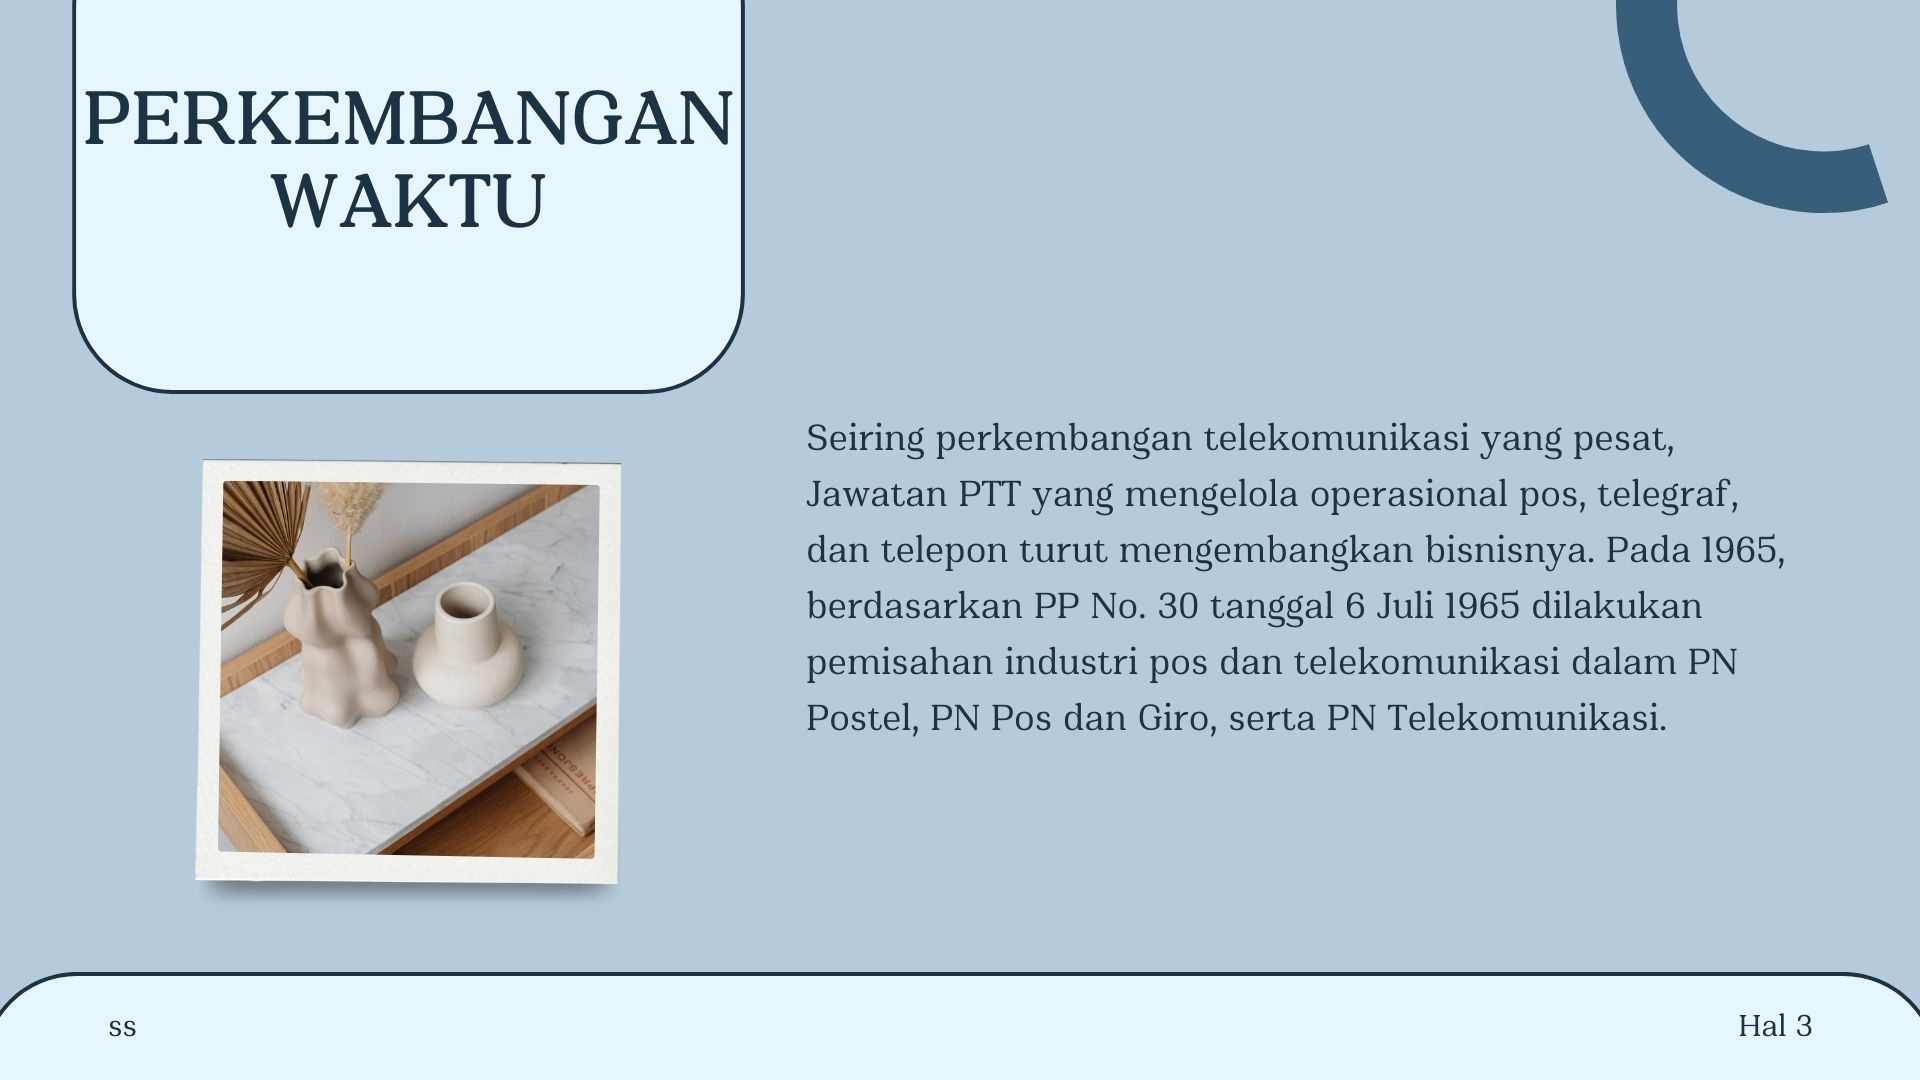 PERKEMBANGAN
WAKTU
Seiring perkembangan telekomunikasi yang pesat,
Jawatan PTT yang mengelola operasional pos, telegraf,
dan telepon turut mengembangkan bisnisnya. Pada 1965,
berdasarkan PP No. 30 tanggal 6 Juli 1965 dilakukan
pemisahan industri pos dan telekomunikasi dalam PN
Postel, PN Pos dan Giro, serta PN Telekomunikasi.
ss
Hal 3